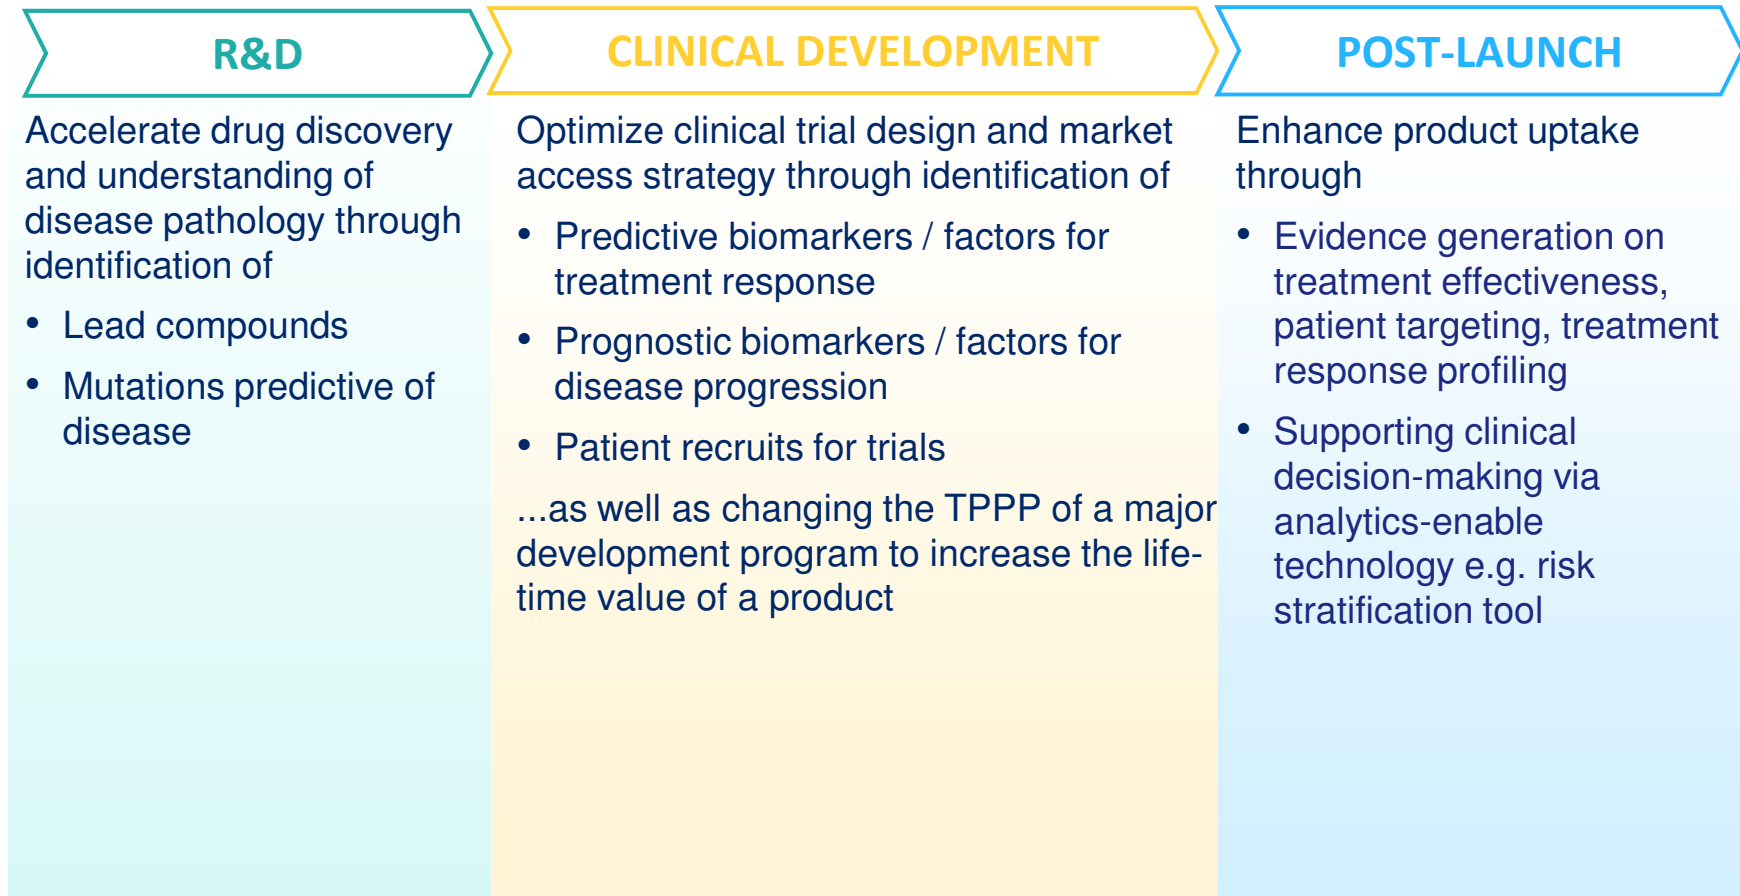 R&D
Accelerate drug discovery
and understanding of
disease pathology through
identification of
• Lead compounds
• Mutations predictive of
disease
CLINICAL DEVELOPMENT
Optimize clinical trial design and market
access strategy through identification of
• Predictive biomarkers / factors for
treatment response
• Prognostic biomarkers / factors for
disease progression
• Patient recruits for trials
...as well as changing the TPPP of a major
development program to increase the life-
time value of a product
POST-LAUNCH
Enhance product uptake
through
• Evidence generation on
treatment effectiveness,
patient targeting, treatment
response profiling
• Supporting clinical
decision-making via
analytics-enable
technology e.g. risk
stratification tool